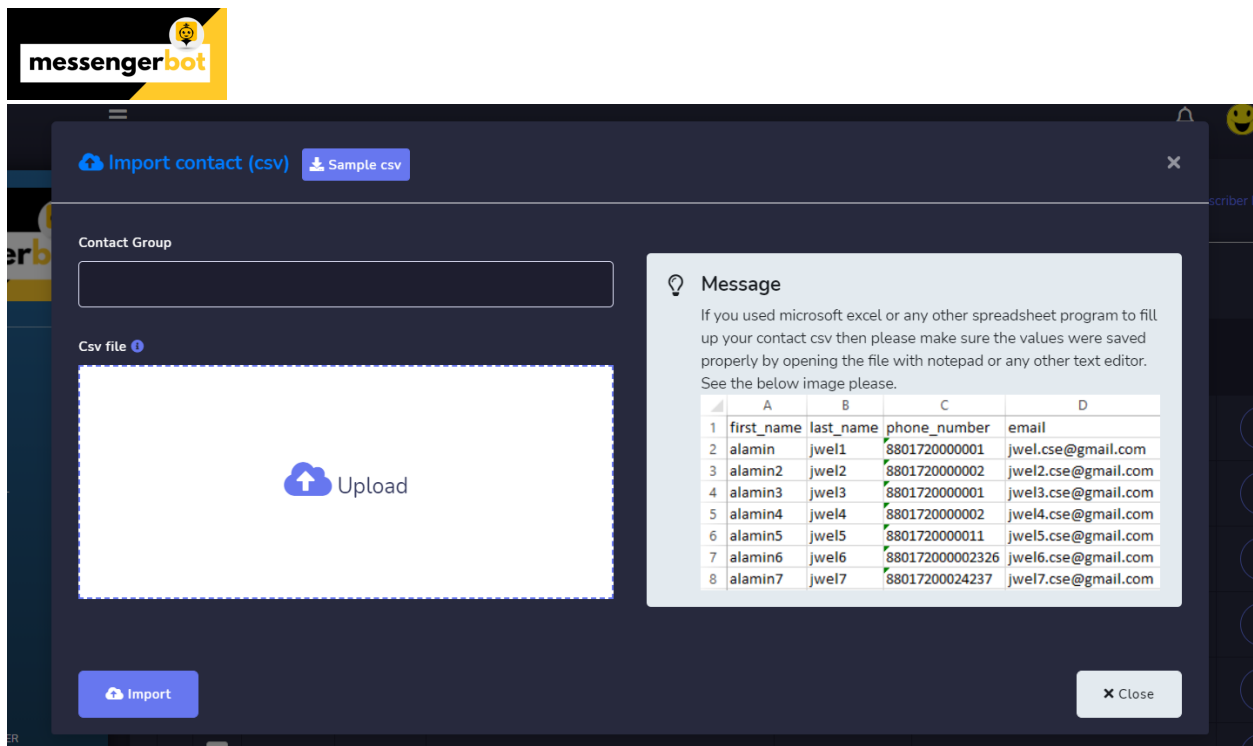 messengerbot
Import contact (csv)
Sample csv
scriber
erb
Contact Group
Message
If you used microsoft excel or any other spreadsheet program to fill
up your contact csv then please make sure the values were saved
properly by opening the file with notepad or any other text editor.
See the below image please.
Csv file
Upload
A B C D
1 first_name last_name phone_number email
2 alamin jwel1 8801720000001 jwel.cse@gmail.com
3 alamin2 jwel2 8801720000002 jwel2.cse@gmail.com
4 alamin3 jwel3 8801720000001 jwel3.cse@gmail.com
5 alamin4 jwel4 8801720000002 jwel4.cse@gmail.com
6 alamin5 jwel5 8801720000011 jwel5.cse@gmail.com
7 alamin6 jwel6 880172000002326 jwel6.cse@gmail.com
8 alamin7 jwel7 88017200024237 jwel7.cse@gmail.com
Import
Close
ER